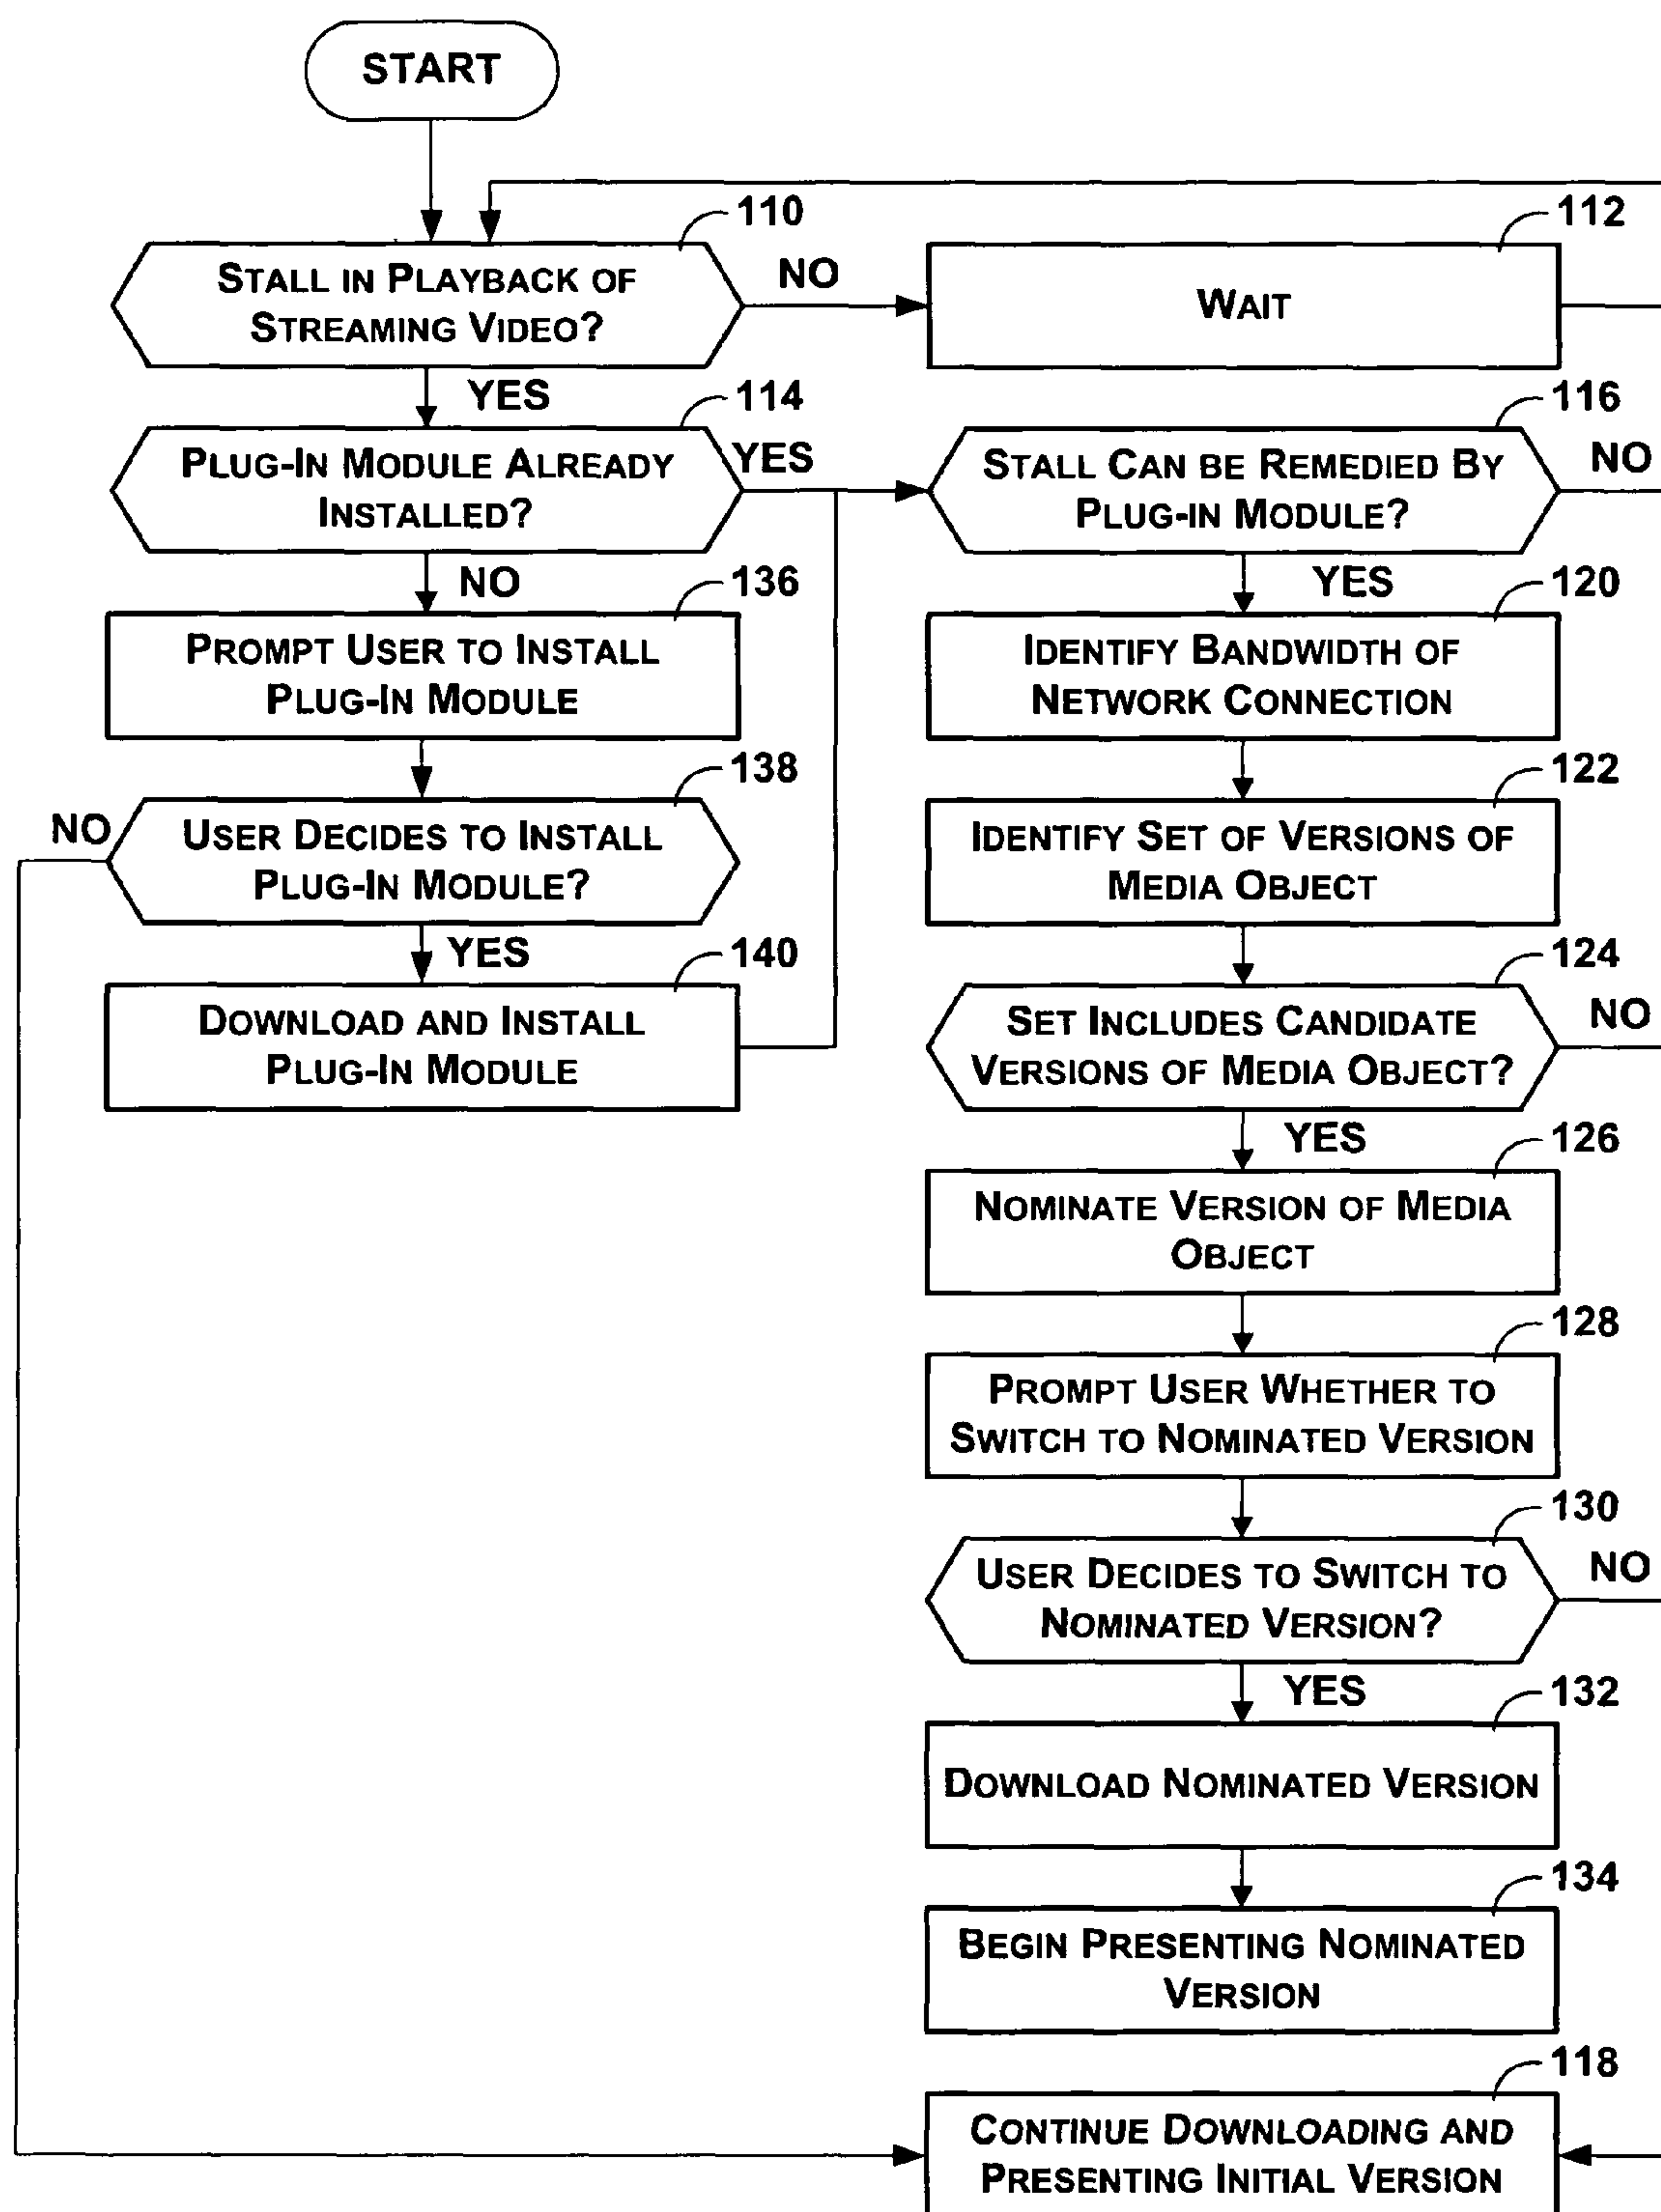 START
110
STALL IN PLAYBACK OF
STREAMING VIDEO?
NO
112
WAIT
YES
114
PLUG-IN MODULE ALREADY
INSTALLED?
YES
116
STALL CAN BE REMEDIED BY
PLUG-IN MODULE?
NO
NO
136
PROMPT USER TO INSTALL
PLUG-IN MODULE
YES
120
IDENTIFY BANDWIDTH OF
NETWORK CONNECTION
138
NO
USER DECIDES TO INSTALL
PLUG-IN MODULE?
122
IDENTIFY SET OF VERSIONS OF
MEDIA OBJECT
YES
140
DOWNLOAD AND INSTALL
PLUG-IN MODULE
124
SET INCLUDES CANDIDATE
VERSIONS OF MEDIA OBJECT?
NO
YES
126
NOMINATE VERSION OF MEDIA
OBJECT
128
PROMPT USER WHETHER TO
SWITCH TO NOMINATED VERSION
130
USER DECIDES TO SWITCH TO
NOMINATED VERSION?
NO
YES
132
DOWNLOAD NOMINATED VERSION
134
BEGIN PRESENTING NOMINATED
VERSION
118
CONTINUE DOWNLOADING AND
PRESENTING INITIAL VERSION